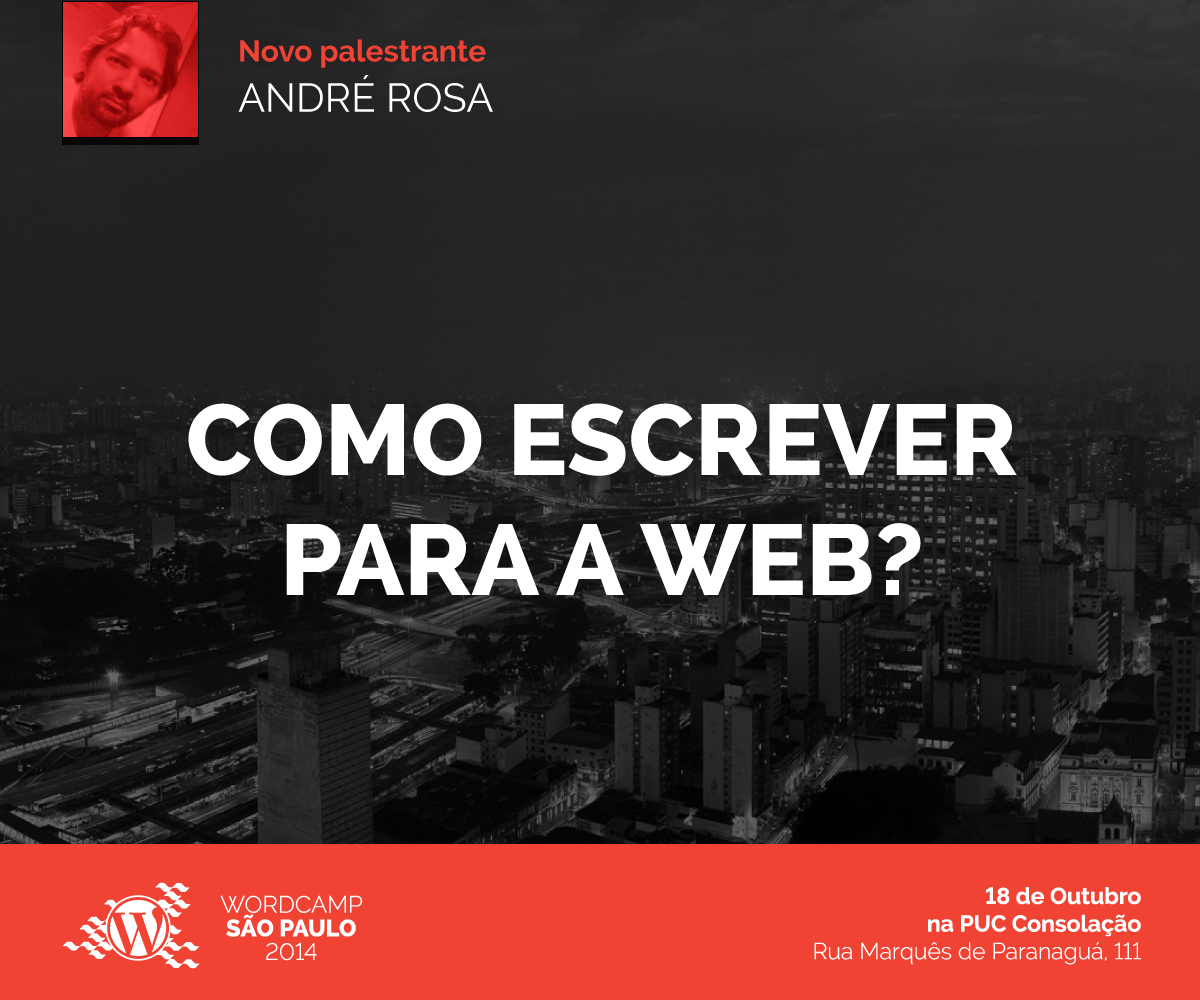 Novo palestrante
ANDRÉ ROSA
COMO ESCREVER
PARA A WEB?
WORDCAMP
SÃO PAULO
2014
18 de Outubro
na PUC Consolação
Rua Marquês de Paranaguá, 111